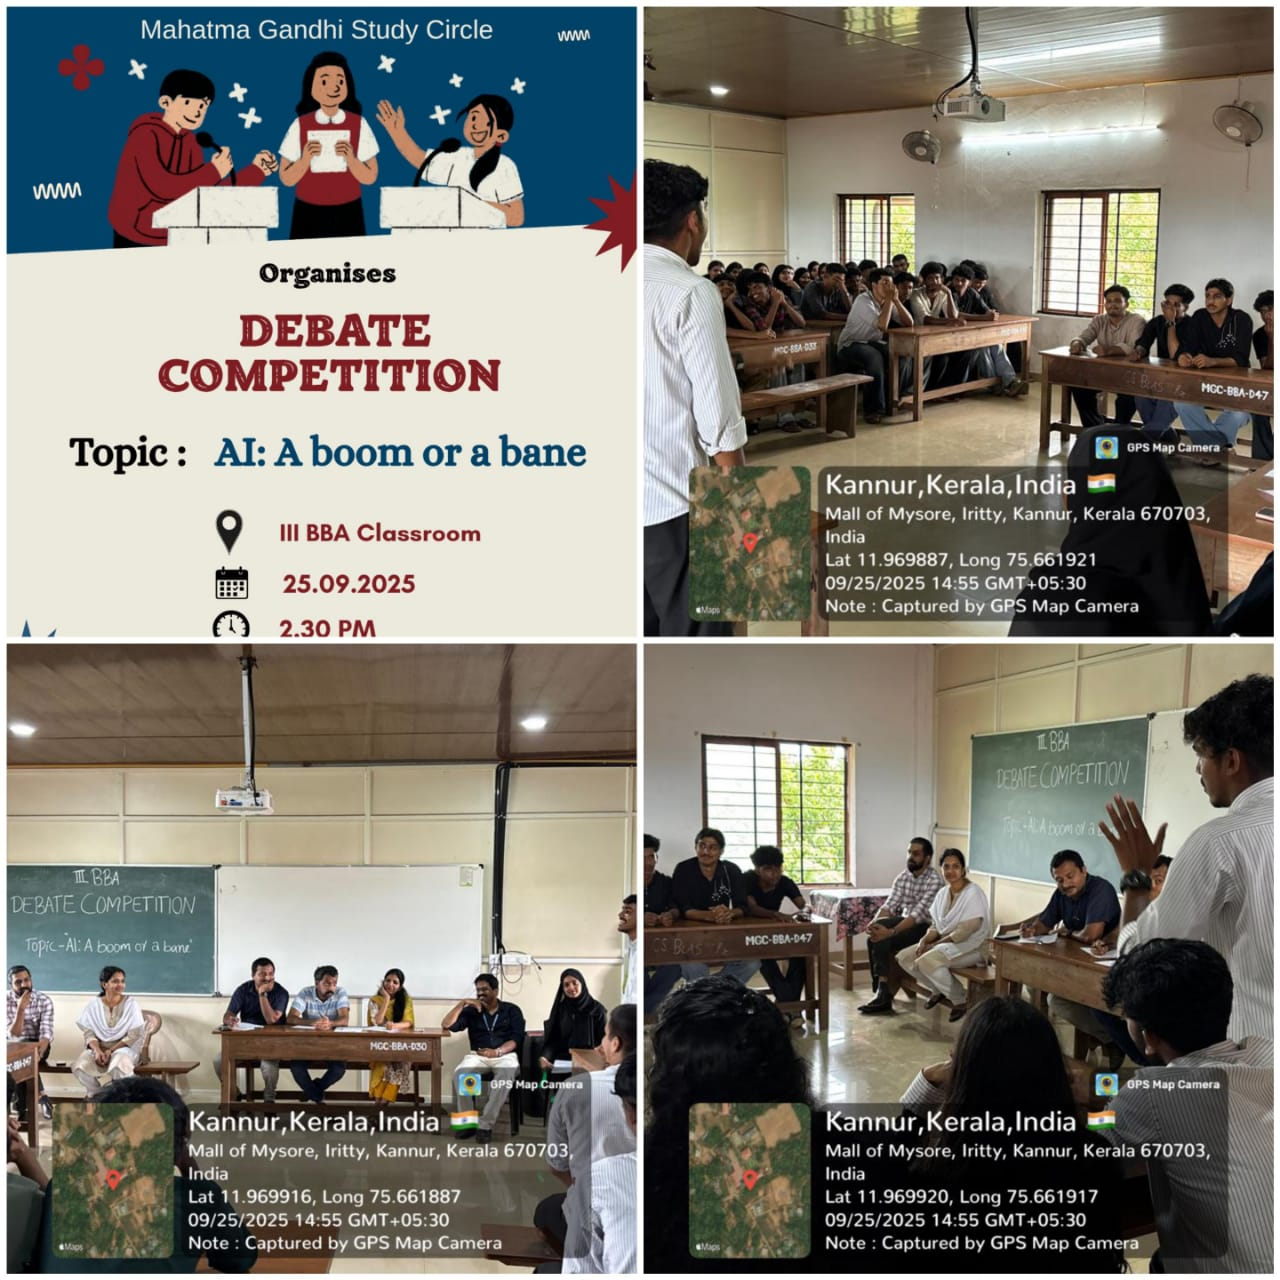 Mahatma Gandhi Study Circle
Organises
DEBATE
COMPETITION
Topic : AI: A boom or a bane
III BBA Classroom
25.09.2025
2.30 PM
MGC-BBA-D33
MGC-BBA-D47
GPS Map Camera
Kannur,Kerala,India
Mall of Mysore, Iritty, Kannur, Kerala 670703,
India
Lat 11.969887, Long 75.661921
09/25/2025 14:55 GMT+05:30
Note : Captured by GPS Map Camera
Maps
III BBA
DEBATE COMPETITION
Topic-AI: A boom or a bane'
MGC-BBA-D30
GPS Map Camera
Kannur,Kerala,India
Mall of Mysore, Iritty, Kannur, Kerala 670703,
India
Lat 11.969916, Long 75.661887
09/25/2025 14:55 GMT+05:30
Note : Captured by GPS Map Camera
Maps
III BBA
DEBATE COMPETITION
Topic-AI: A boom or a
MGC-BBA-D47
GPS Map Camera
Kannur,Kerala,India
Mall of Mysore, Iritty, Kannur, Kerala 670703,
India
Lat 11.969920, Long 75.661917
09/25/2025 14:55 GMT+05:30
Note : Captured by GPS Map Camera
Maps